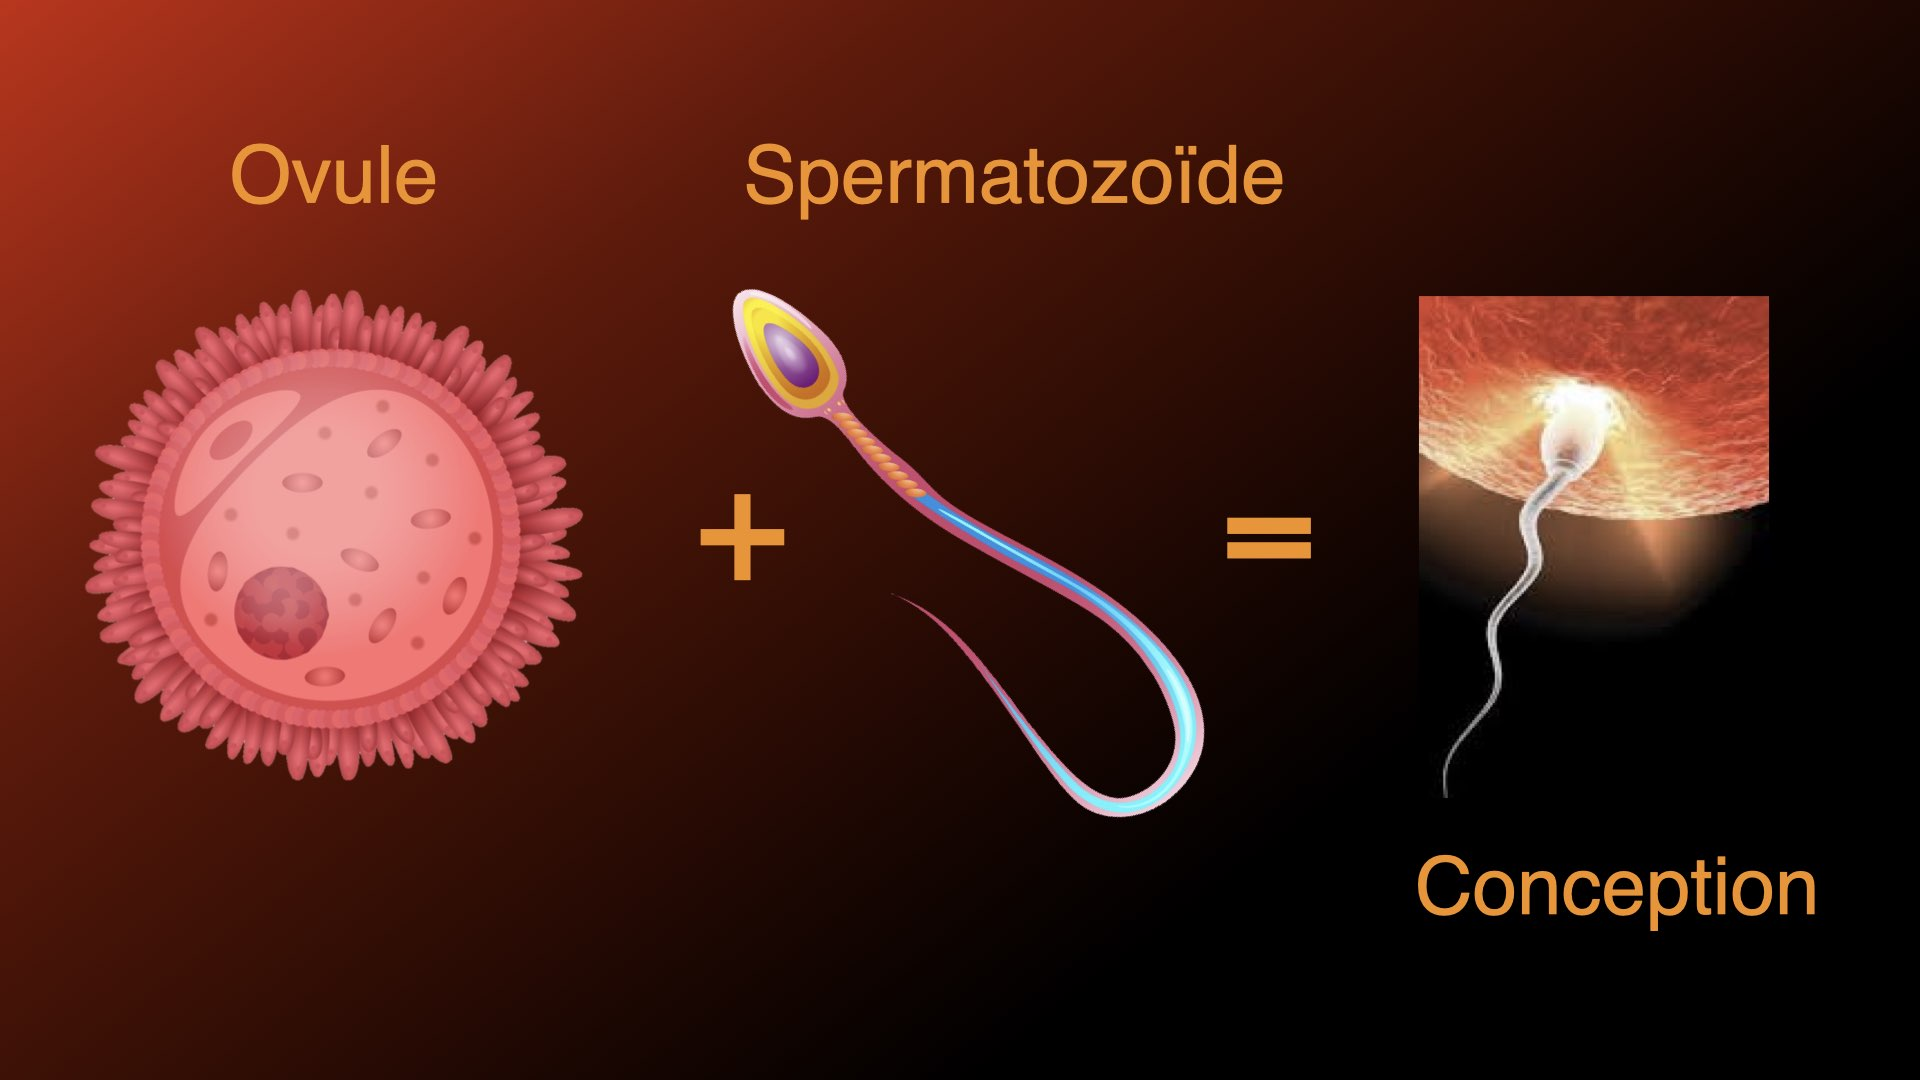 Ovule
Spermatozoïde
+
=
Conception